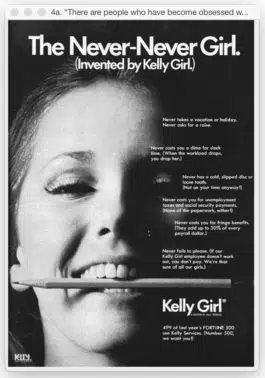 4a. "There are people who have become obsessed w...
The Never-Never Girl.
(Invented by Kelly Girl.)
Never takes a vacation or holiday.
Never asks for a raise.
Never costs you a dime for slack
time. (When the workload drops,
you drop her.)
Never has a cold, slipped disc or
loose tooth.
(Not on your time anyway!)
Never costs you for unemployment
taxes and social security payments.
(None of the paperwork, either!)
Never costs you for fringe benefits.
(They add up to 30% of every
payroll dollar.)
Never fails to please. (If our
Kelly Girl employee doesn't work
out, you don't pay. We're that
sure of all our girls.)
Kelly Girl®
499 of last year's FORTUNE 500
use Kelly Services. (Number 500,
we want you!)